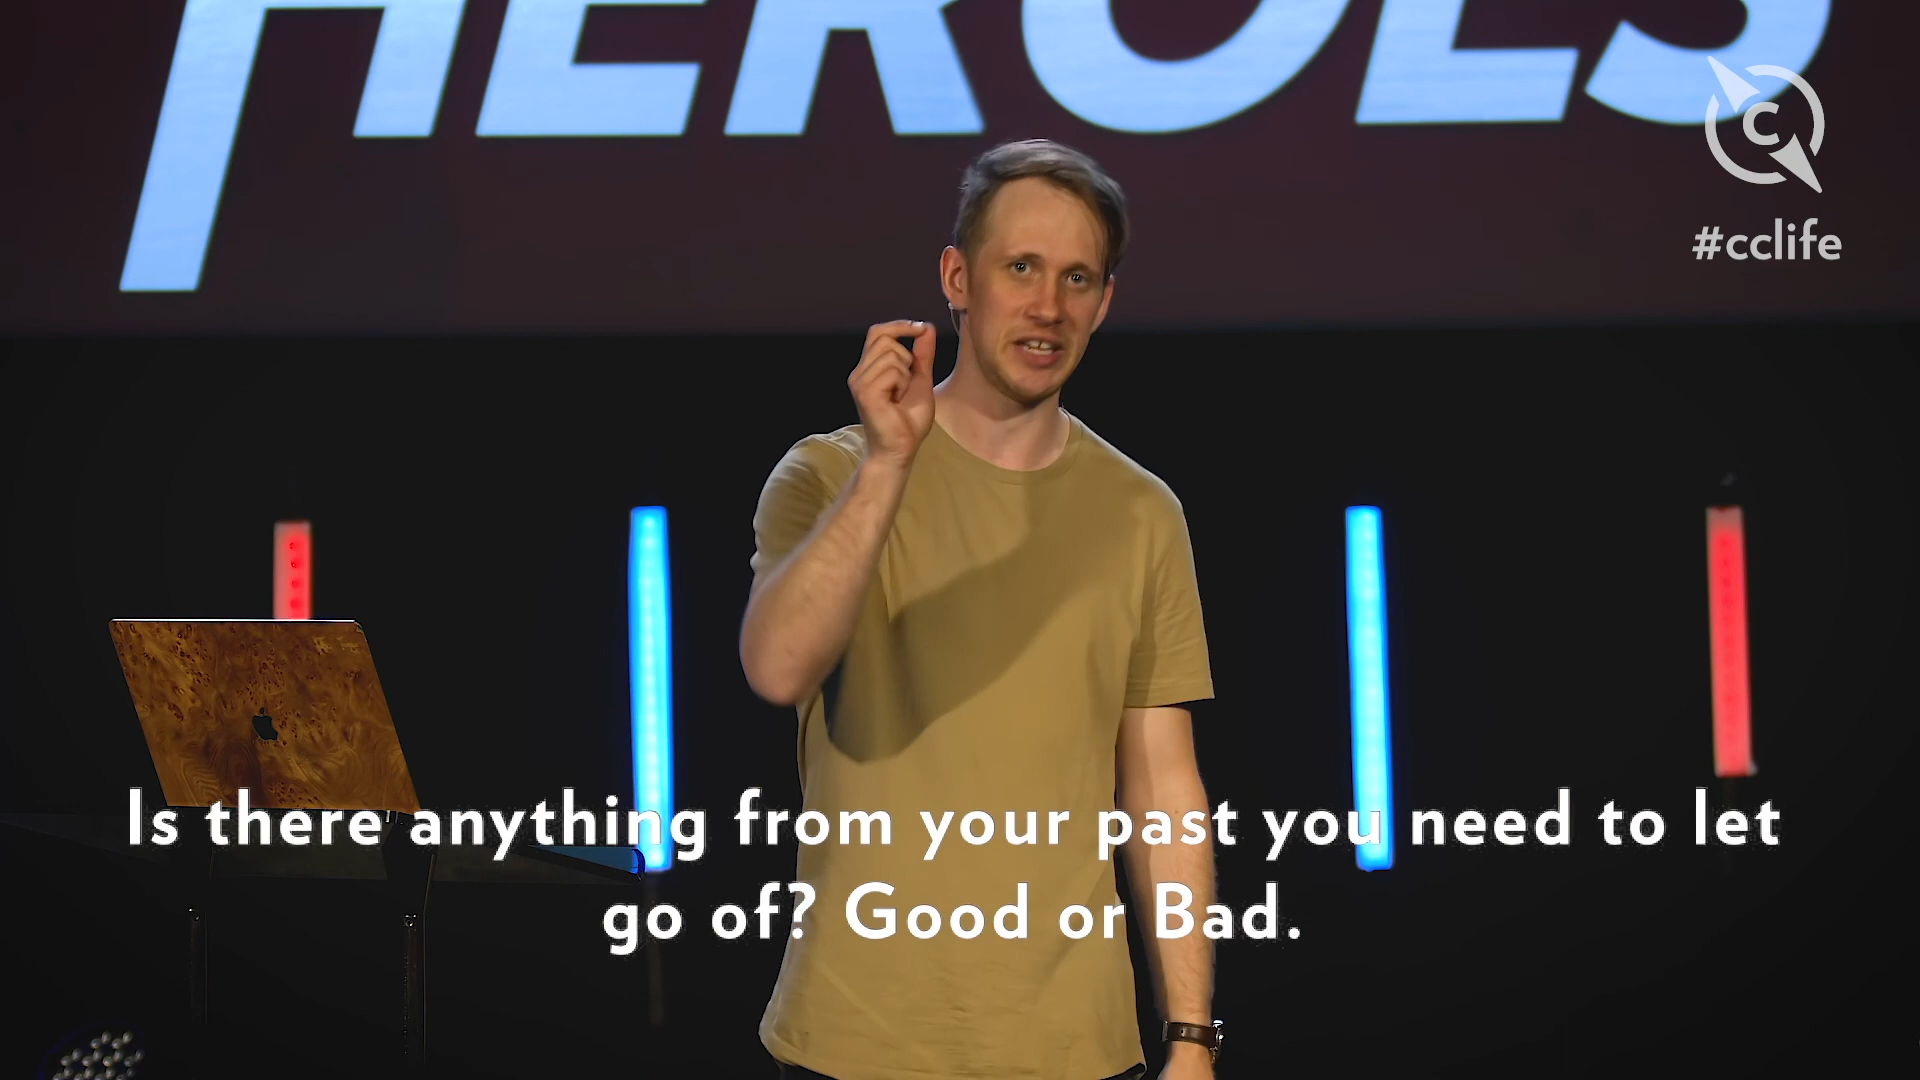 HEROES
C
#cclife
Is there anything from your past you need to let
go of? Good or Bad.